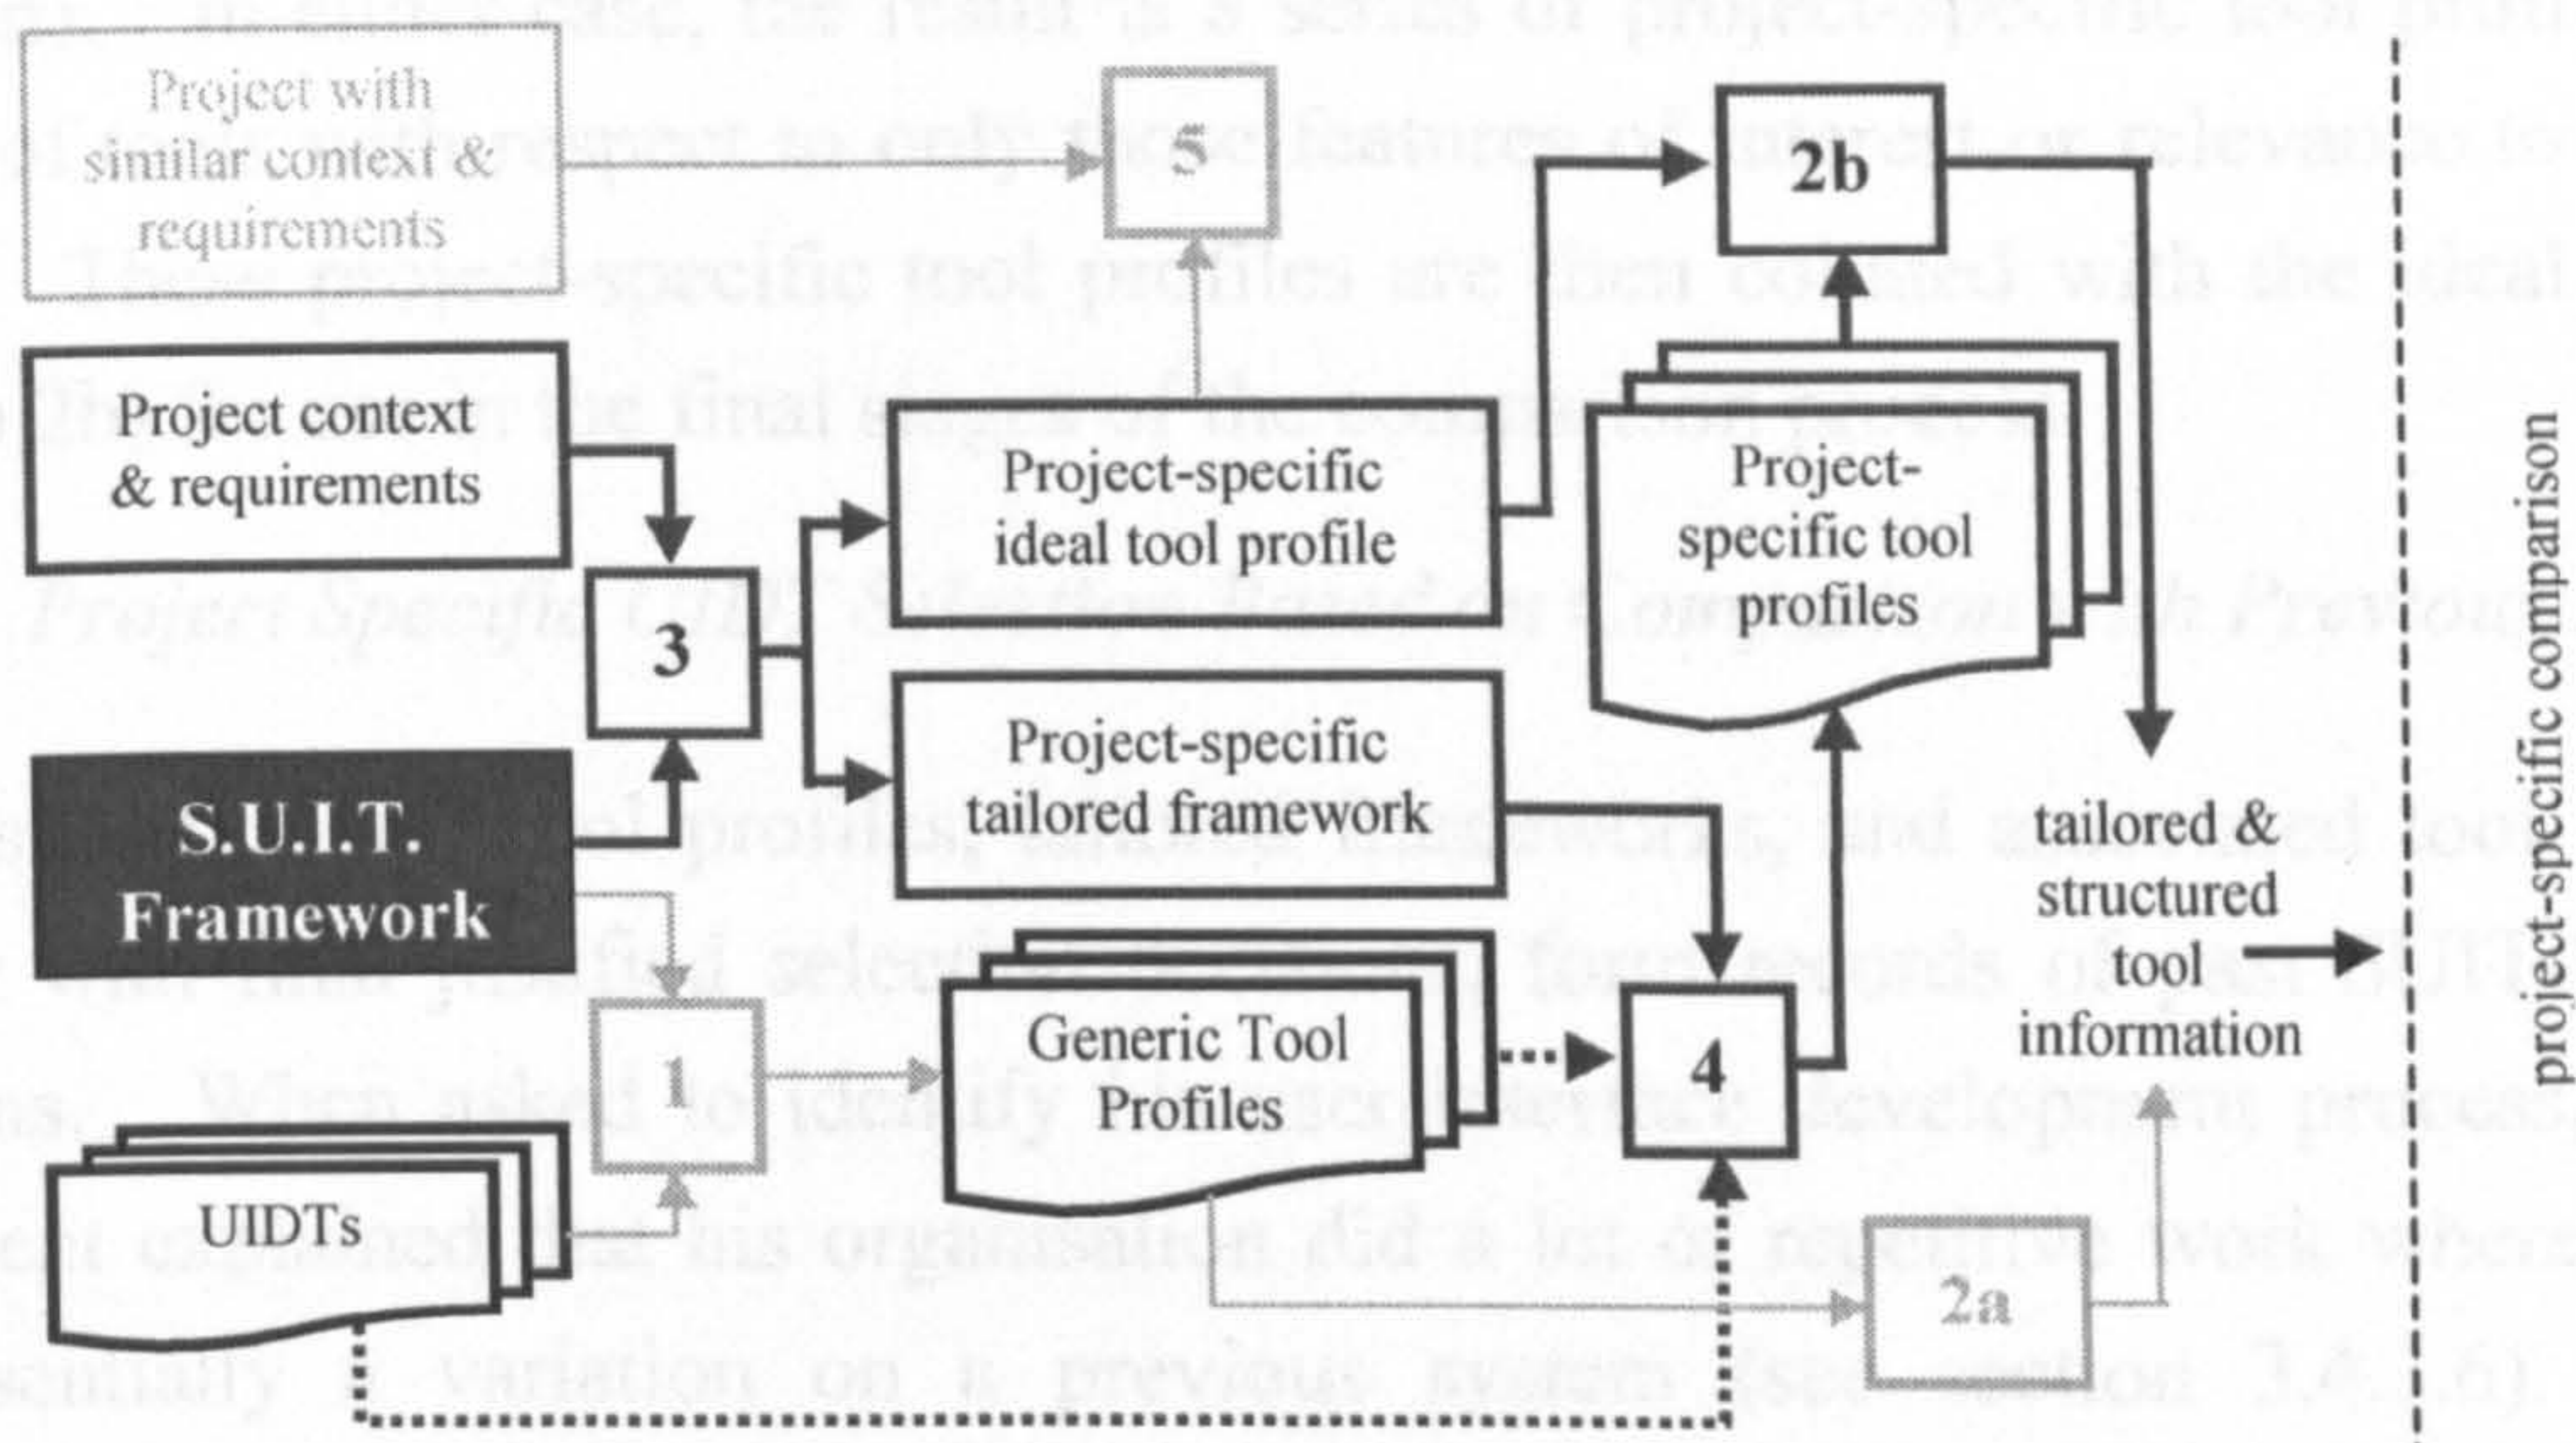 Project with
similar context &
requirements
5
2b
Project context
& requirements
Project-specific
ideal tool profile
Project-
specific tool
profiles
3
Project-specific
tailored framework
S.U.I.T.
Framework
tailored &
structured
tool
information
Generic Tool
Profiles
4
1
UIDTs
2a
project-specific comparison